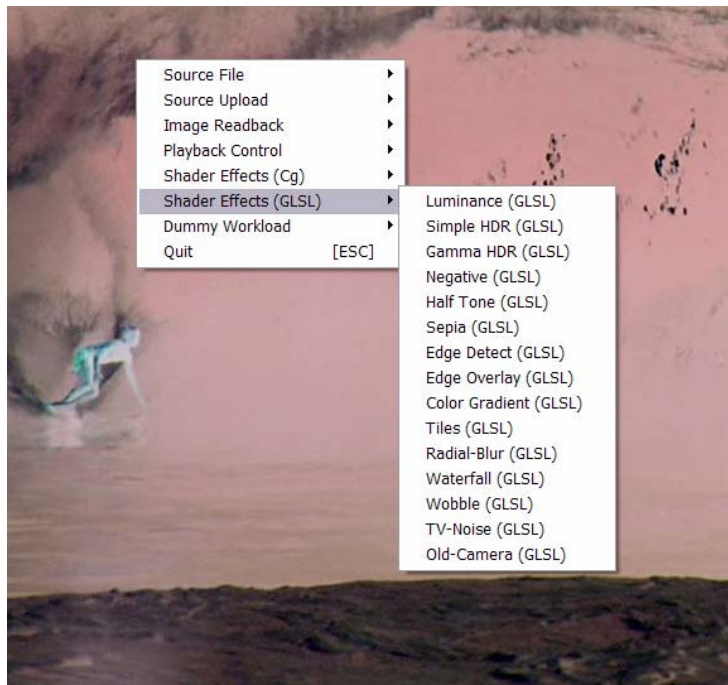 Source File
Source Upload
Image Readback
Playback Control
Shader Effects (Cg)
Shader Effects (GLSL)
Dummy Workload
Quit [ESC]
Luminance (GLSL)
Simple HDR (GLSL)
Gamma HDR (GLSL)
Negative (GLSL)
Half Tone (GLSL)
Sepia (GLSL)
Edge Detect (GLSL)
Edge Overlay (GLSL)
Color Gradient (GLSL)
Tiles (GLSL)
Radial-Blur (GLSL)
Waterfall (GLSL)
Wobble (GLSL)
TV-Noise (GLSL)
Old-Camera (GLSL)